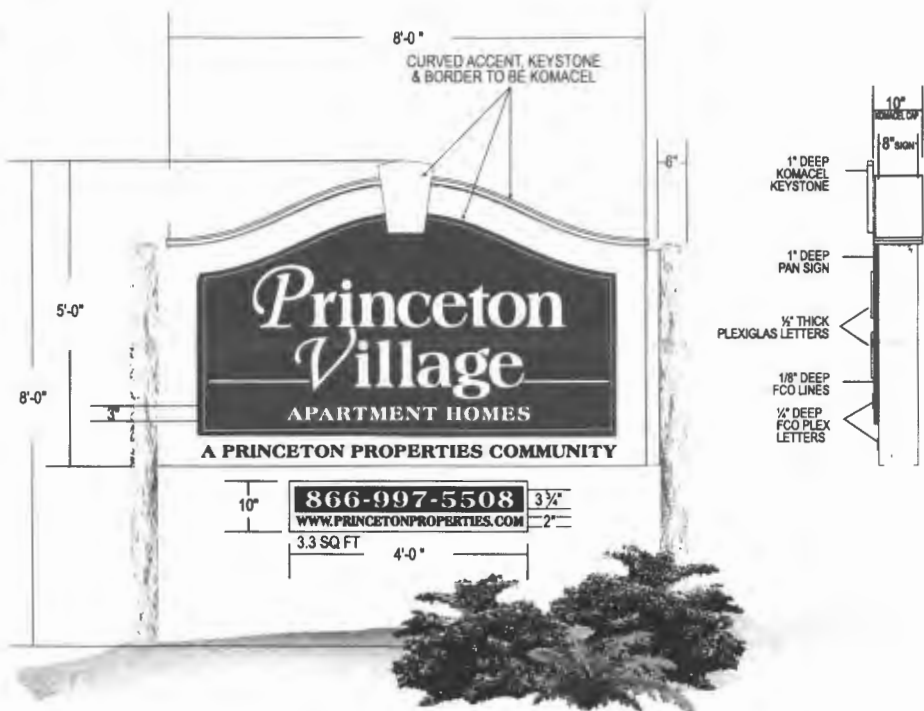 8'-0"
CURVED ACCENT, KEYSTONE
& BORDER TO BE KOMACEL
6"
5'-0"
8'-0"
3"
Princeton
Village
APARTMENT HOMES
A PRINCETON PROPERTIES COMMUNITY
10"
866-997-5508
WWW.PRINCETONPROPERTIES.COM
3 ¾"
2"
3.3 SQ FT
4'-0"
10"
KOMACEL CAP
8" SIGN
1" DEEP
KOMACEL
KEYSTONE
1" DEEP
PAN SIGN
½" THICK
PLEXIGLAS LETTERS
1/8" DEEP
FCO LINES
¼" DEEP
FCO PLEX
LETTERS